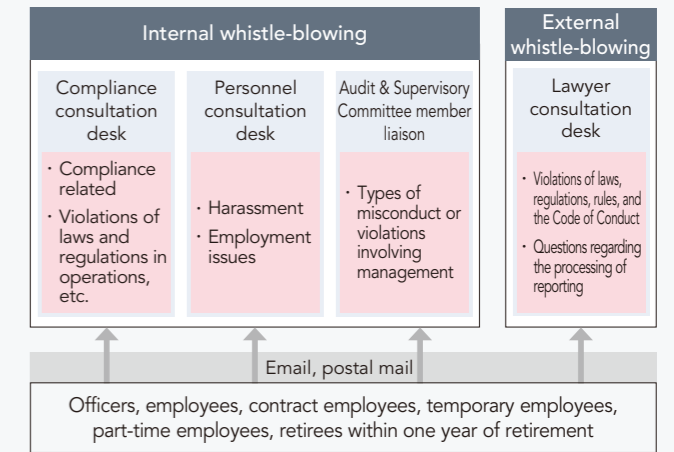 Internal whistle-blowing
External
whistle-blowing
Compliance
consultation
desk
・Compliance
related
・Violations of
laws and
regulations in
operations,
etc.
Personnel
consultation
desk
・Harassment
・Employment
issues
Audit & Supervisory
Committee member
liaison
・Types of
misconduct or
violations
involving
management
Lawyer
consultation
desk
・Violations of laws,
regulations, rules, and
the Code of Conduct
・Questions regarding
the processing of
reporting
Email, postal mail
Officers, employees, contract employees, temporary employees,
part-time employees, retirees within one year of retirement